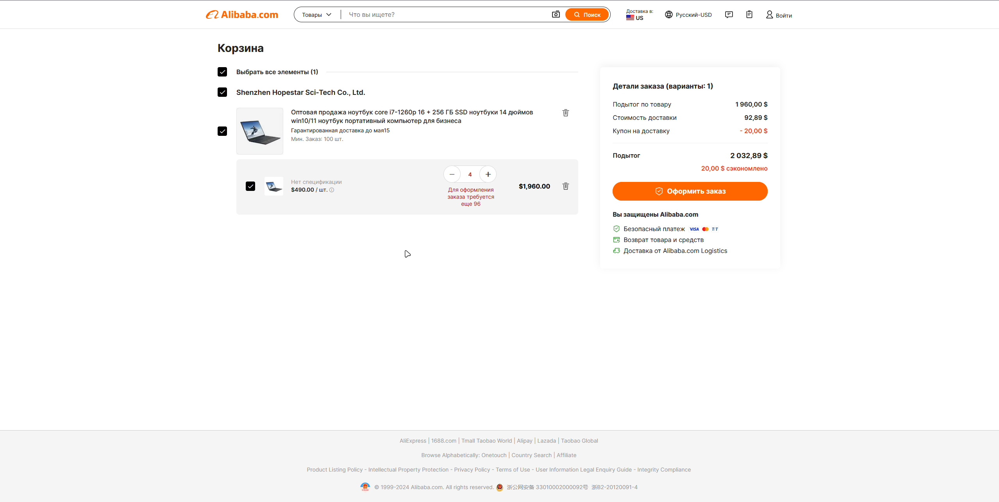 Alibaba.com
Товары
Что вы ищете?
Поиск
Доставка в:
US
Русский-USD
Войти
Корзина
Выбрать все элементы (1)
Shenzhen Hopestar Sci-Tech Co., Ltd.
Оптовая продажа ноутбук core i7-1260p 16 + 256 ГБ SSD ноутбуки 14 дюймов
win10/11 ноутбук портативный компьютер для бизнеса
Гарантированная доставка до мая15
Мин. Заказ: 100 шт.
Нет спецификации
$490.00 / шт.
4
Для оформления
заказа требуется
еще 96
$1,960.00
Детали заказа (варианты: 1)
Подытог по товару 1 960,00 $
Стоимость доставки 92,89 $
Купон на доставку - 20,00 $
Подытог 2 032,89 $
20,00 $ сэкономлено
Оформить заказ
Вы защищены Alibaba.com
Безопасный платеж VISA T/T
Возврат товара и средств
Доставка от Alibaba.com Logistics
AliExpress | 1688.com | Tmall Taobao World | Alipay | Lazada | Taobao Global
Browse Alphabetically: Onetouch | Country Search | Affiliate
Product Listing Policy - Intellectual Property Protection - Privacy Policy - Terms of Use - User Information Legal Enquiry Guide - Integrity Compliance
© 1999-2024 Alibaba.com. All rights reserved. 浙公网安备 33010002000092号 浙B2-20120091-4